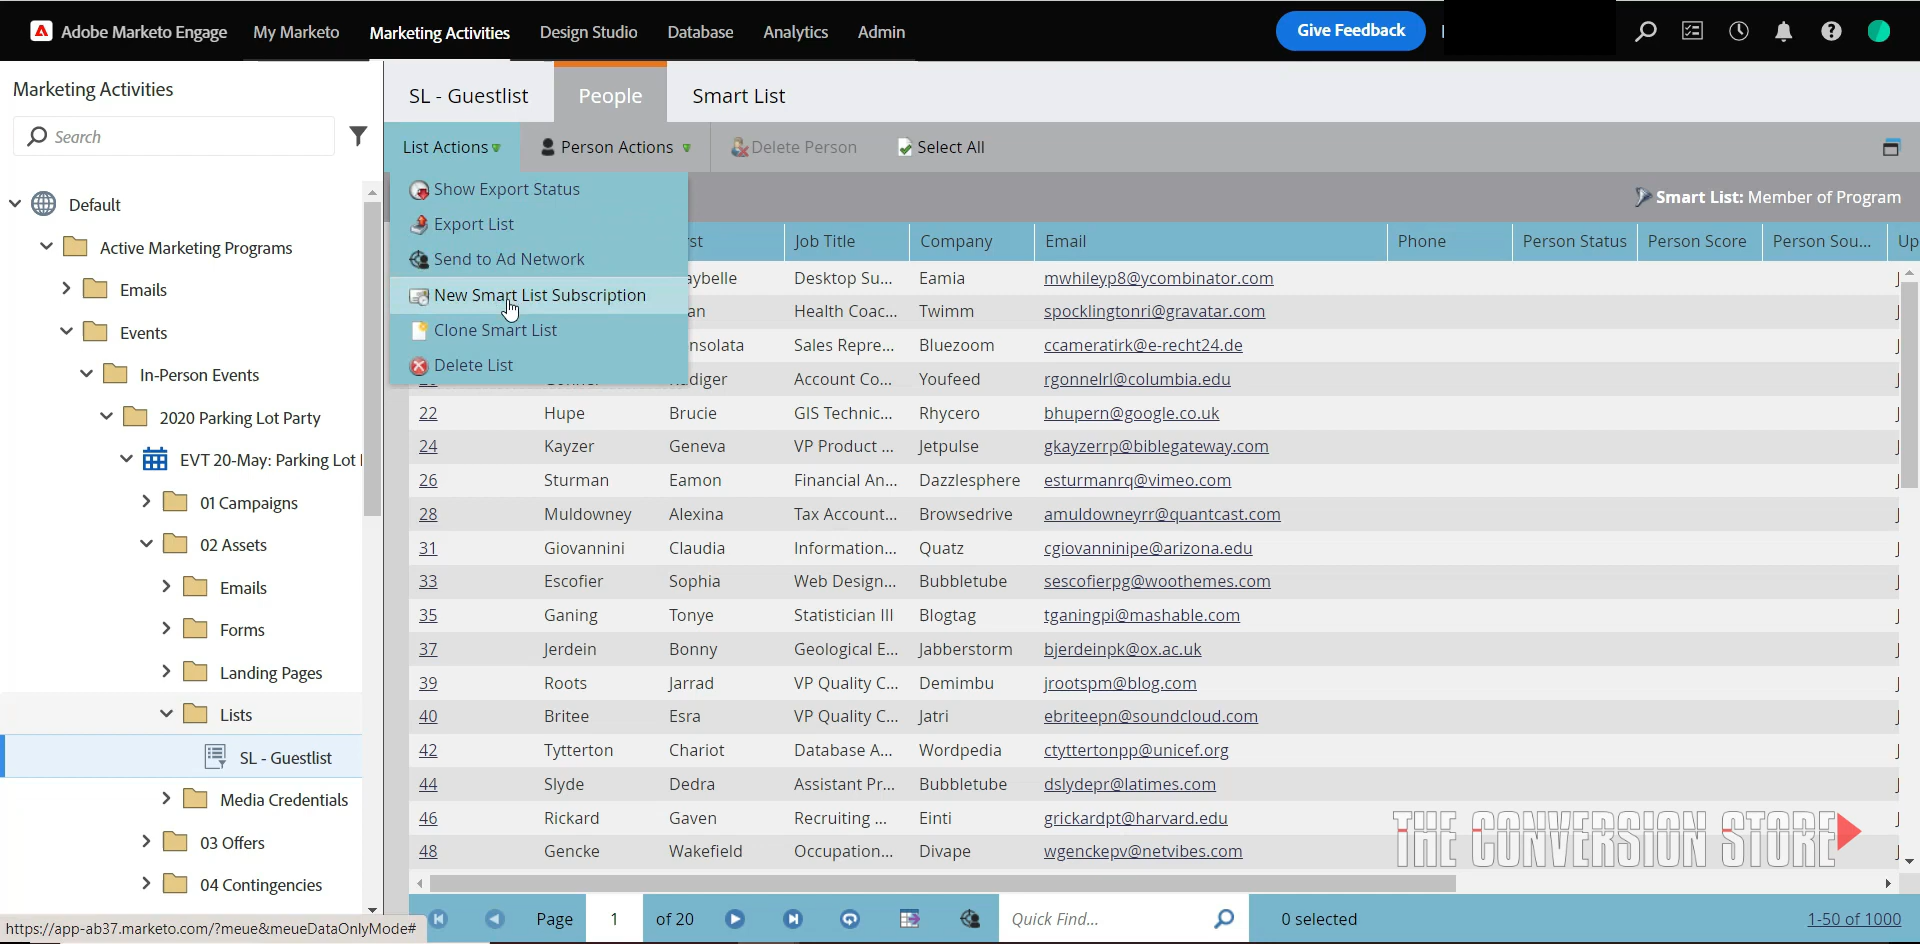 Adobe Marketo Engage My Marketo Marketing Activities Design Studio Database Analytics Admin Give Feedback
Marketing Activities
Search
Default
Active Marketing Programs
Emails
Events
In-Person Events
2020 Parking Lot Party
EVT 20-May: Parking Lot
01 Campaigns
02 Assets
Emails
Forms
Landing Pages
Lists
SL - Guestlist
Media Credentials
03 Offers
04 Contingencies
https://app-ab37.marketo.com/?meue&meueDataOnlyMode#
SL - Guestlist People Smart List
List Actions Person Actions Delete Person Select All
Show Export Status
Export List
Send to Ad Network
New Smart List Subscription
Clone Smart List
Delete List
Smart List: Member of Program
st Job Title Company Email Phone Person Status Person Score Person Sou... Up
aybelle Desktop Su... Eamia mwhileyp8@ycombinator.com J
an Health Coac... Twimm spocklingtonri@gravatar.com J
nsolata Sales Repre... Bluezoom ccameratirk@e-recht24.de J
diger Account Co... Youfeed rgonnelrl@columbia.edu J
22 Hupe Brucie GIS Technic... Rhycero bhupern@google.co.uk J
24 Kayzer Geneva VP Product ... Jetpulse gkayzerrp@biblegateway.com J
26 Sturman Eamon Financial An... Dazzlesphere esturmanrq@vimeo.com J
28 Muldowney Alexina Tax Account... Browsedrive amuldowneyrr@quantcast.com J
31 Giovannini Claudia Information... Quatz cgiovanninipe@arizona.edu J
33 Escofier Sophia Web Design... Bubbletube sescofierpg@woothemes.com J
35 Ganing Tonye Statistician III Blogtag tganingpi@mashable.com J
37 Jerdein Bonny Geological E... Jabberstorm bjerdeinpk@ox.ac.uk J
39 Roots Jarrad VP Quality C... Demimbu jrootspm@blog.com J
40 Britee Esra VP Quality C... Jatri ebriteepn@soundcloud.com J
42 Tytterton Chariot Database A... Wordpedia ctyttertonpp@unicef.org J
44 Slyde Dedra Assistant Pr... Bubbletube dslydepr@latimes.com J
46 Rickard Gaven Recruiting ... Einti grickardpt@harvard.edu
48 Gencke Wakefield Occupation... Divape wgenckepv@netvibes.com
THE CONVERSION STORE
Page 1 of 20 Quick Find... 0 selected 1-50 of 1000